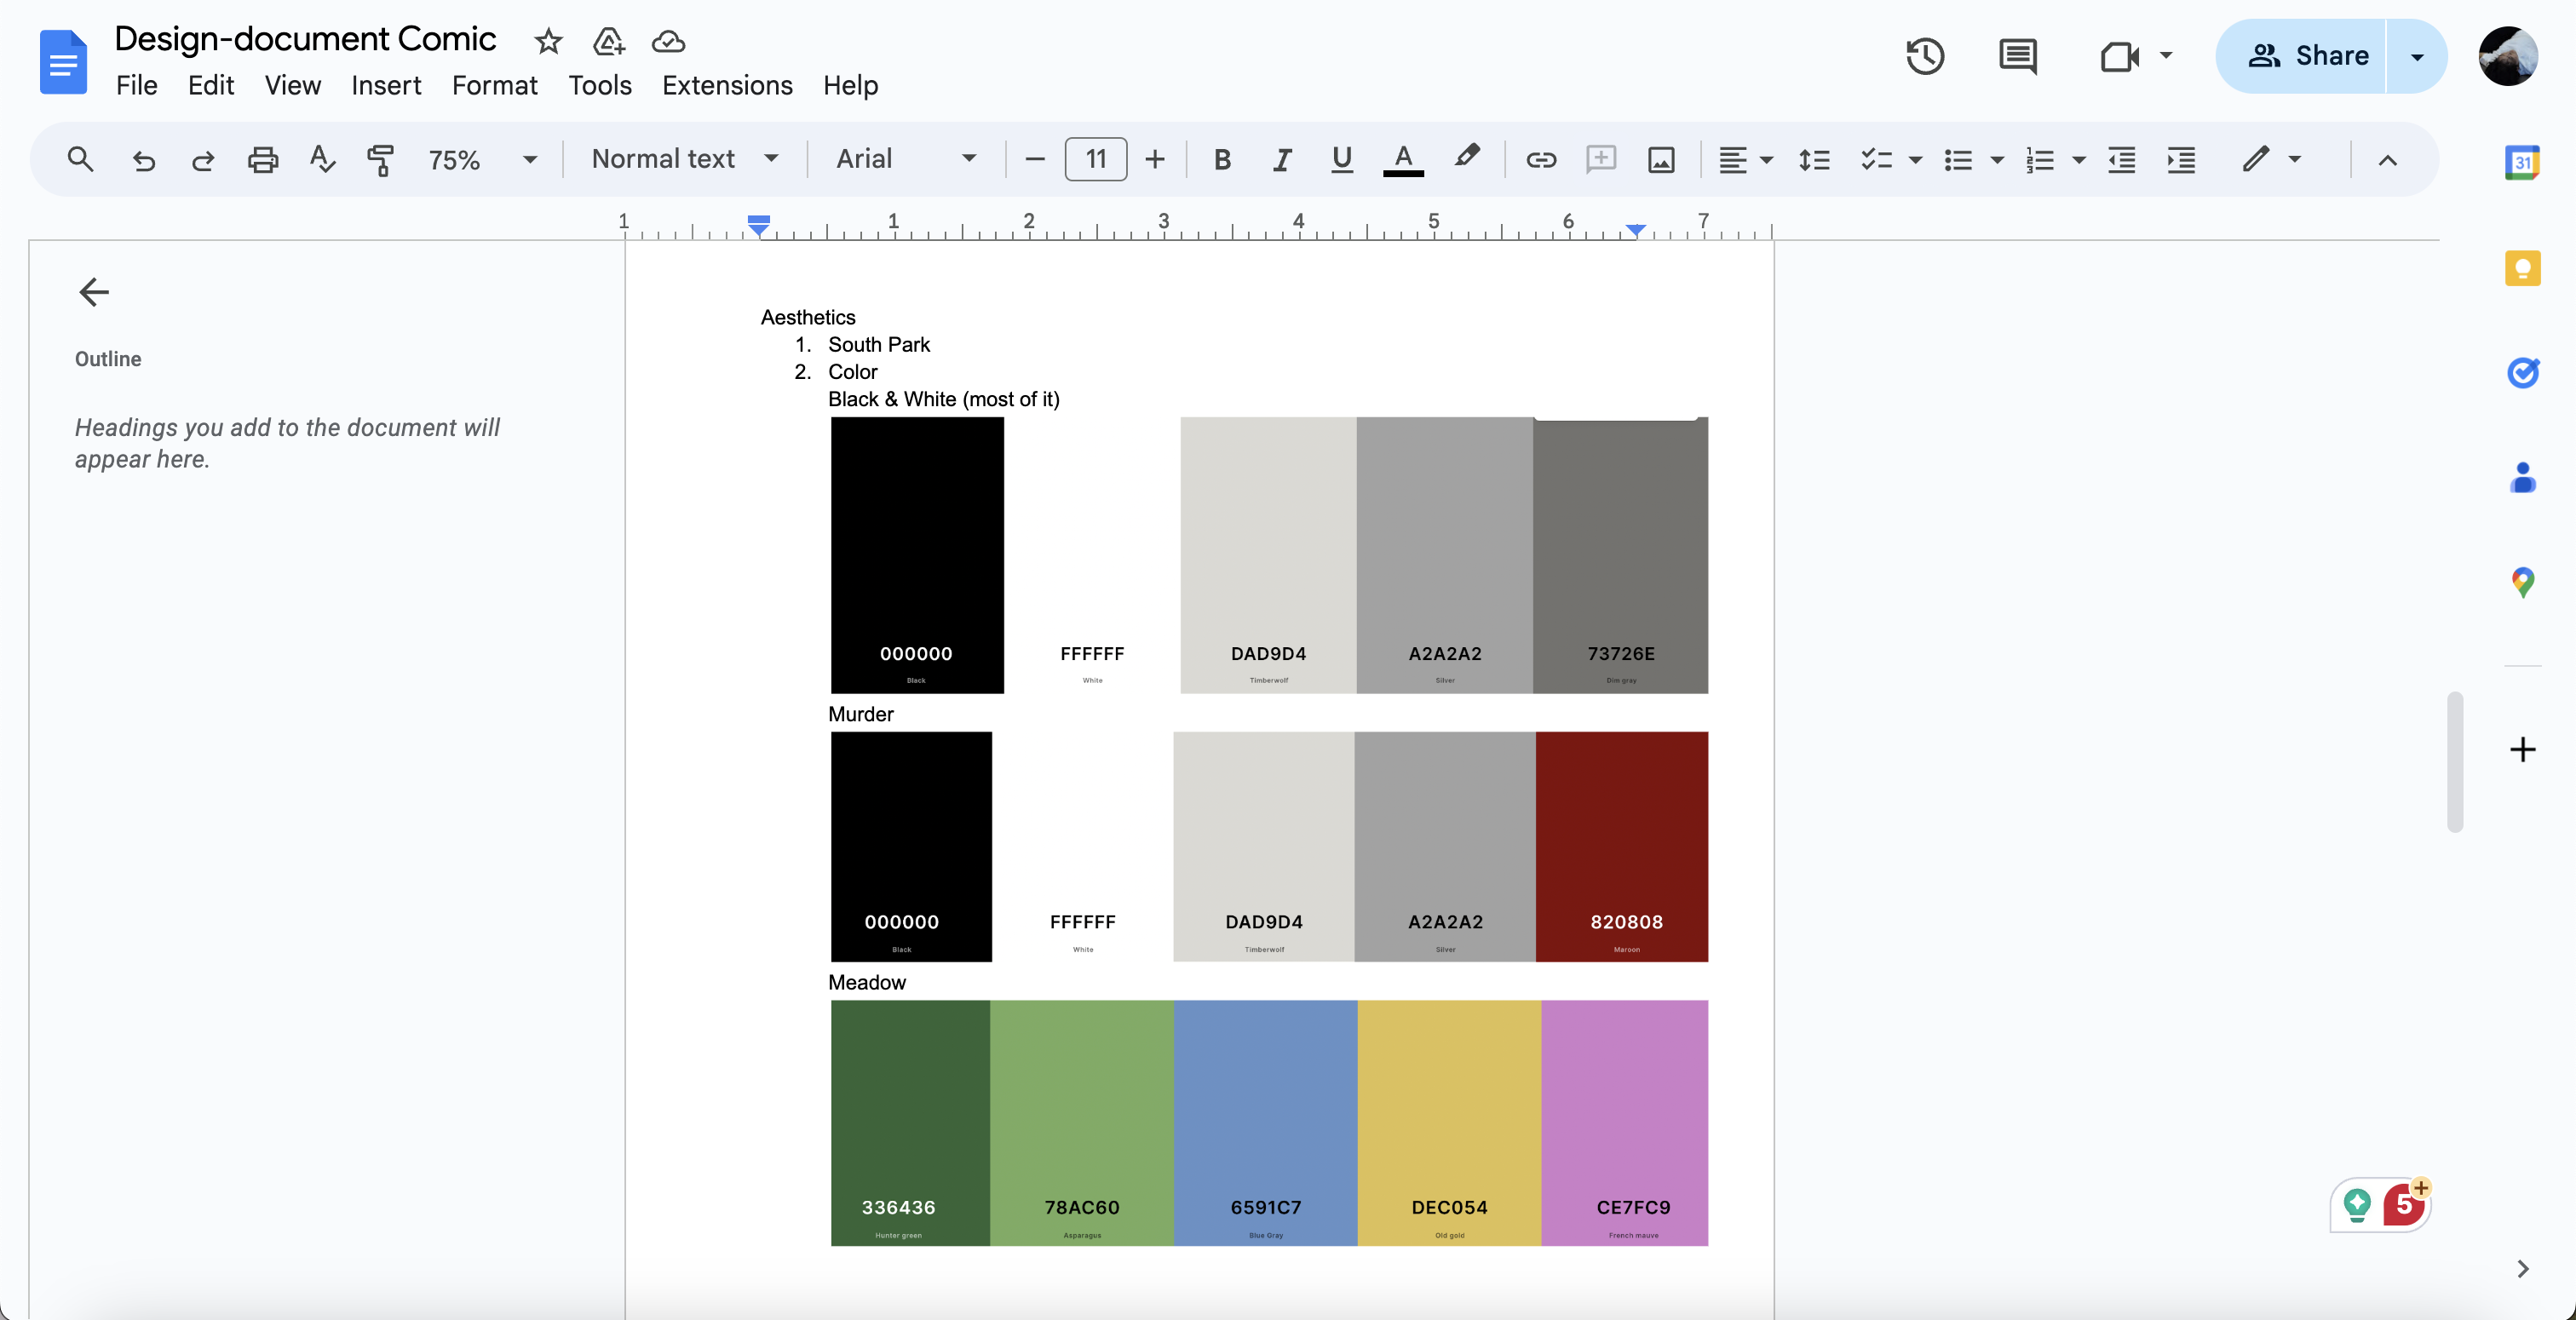 Design-document Comic
File Edit View Insert Format Tools Extensions Help
Share
75% Normal text Arial 11 B I U A
31
1 1 2 3 4 5 6 7
Outline
Headings you add to the document will
appear here.
Aesthetics
1. South Park
2. Color
Black & White (most of it)
000000 FFFFFF DAD9D4 A2A2A2 73726E
Black White Timberwolf Silver Dim gray
Murder
000000 FFFFFF DAD9D4 A2A2A2 820808
Black White Timberwolf Silver Maroon
Meadow
336436 78AC60 6591C7 DEC054 CE7FC9
Hunter green Asparagus Blue Gray Old gold French mauve
5